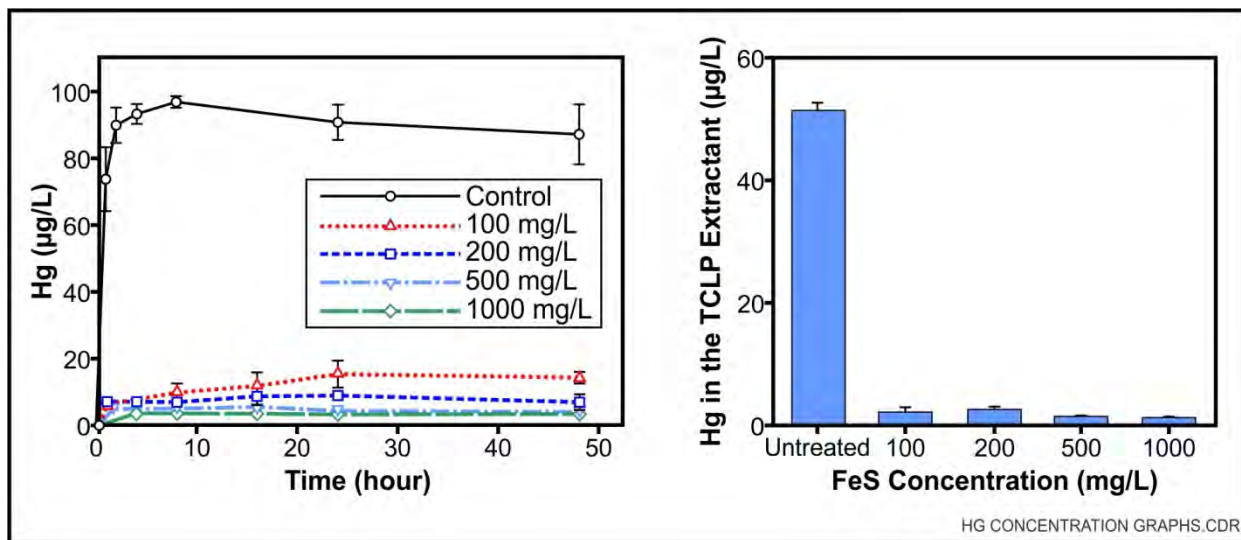 Hg (µg/L)
100
80
60
40
20
0
Control
100 mg/L
200 mg/L
500 mg/L
1000 mg/L
0 10 20 30 40 50
Time (hour)
Hg in the TCLP Extractant (µg/L)
60
40
20
0
Untreated 100 200 500 1000
FeS Concentration (mg/L)
HG CONCENTRATION GRAPHS.CDR